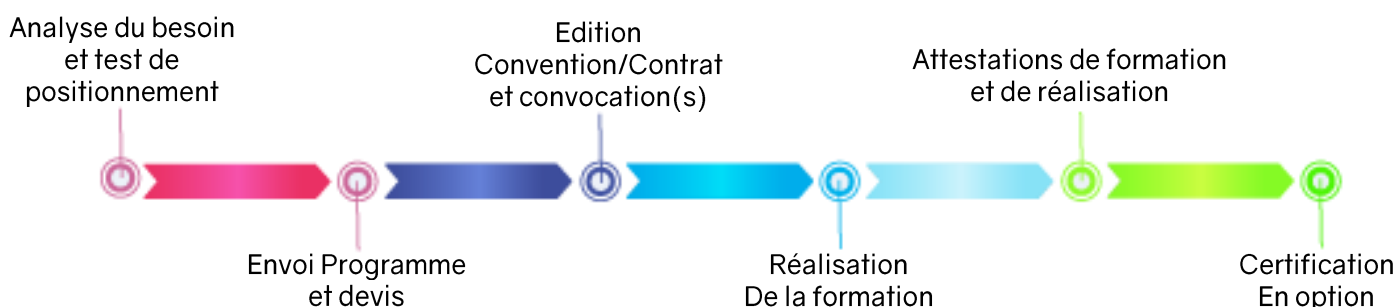 Analyse du besoin
et test de
positionnement
Envoi Programme
et devis
Edition
Convention/Contrat
et convocation(s)
Réalisation
De la formation
Attestations de formation
et de réalisation
Certification
En option